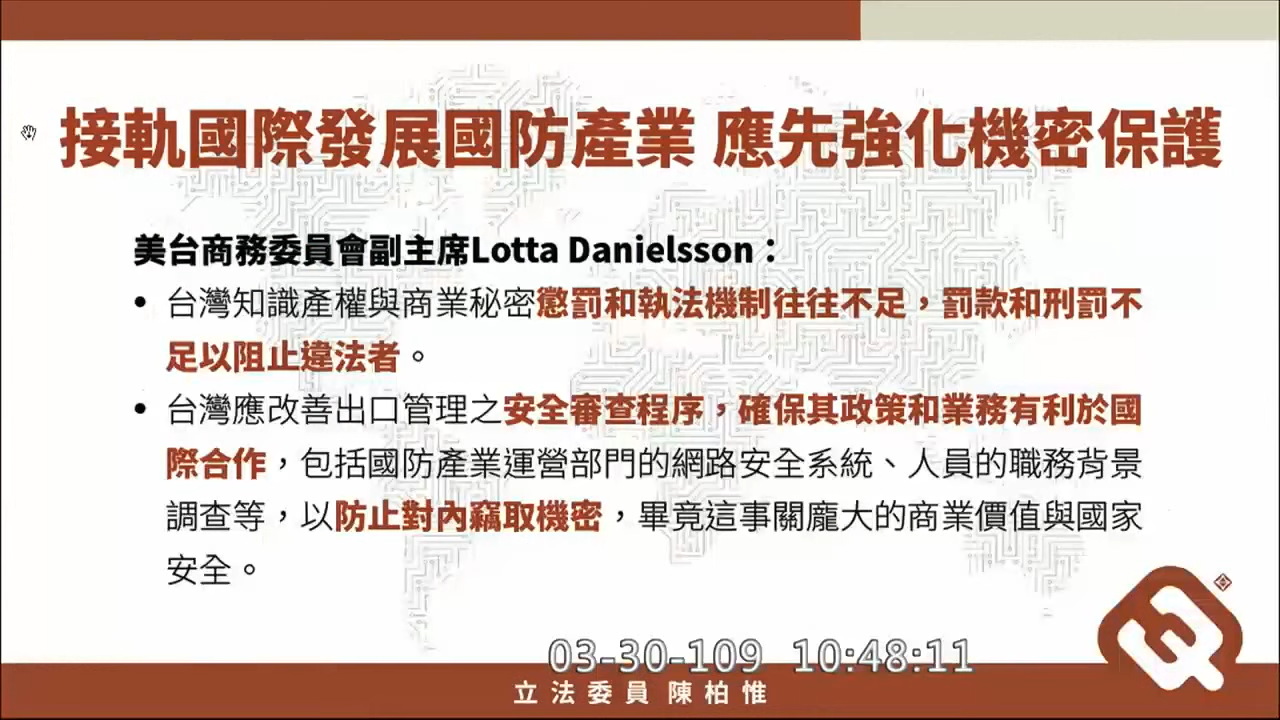 接軌國際發展國防產業 應先強化機密保護
美台商務委員會副主席Lotta Danielsson：
• 台灣知識產權與商業秘密懲罰和執法機制往往不足，罰款和刑罰不
足以阻止違法者。
• 台灣應改善出口管理之安全審查程序，確保其政策和業務有利於國
際合作，包括國防產業運營部門的網路安全系統、人員的職務背景
調查等，以防止對內竊取機密，畢竟這事關龐大的商業價值與國家
安全。
03-30-109 10:48:11
立法委員 陳柏惟